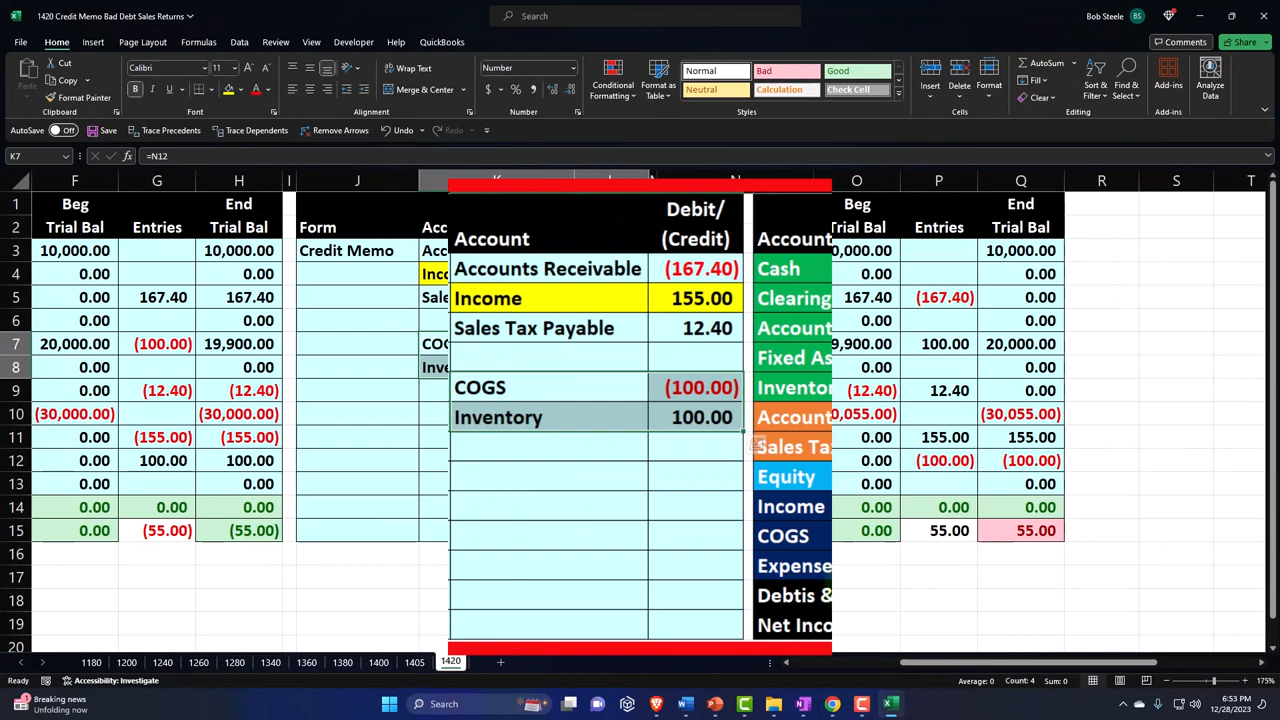 1420 Credit Memo Bad Debt Sales Returns
Search
Bob Steele BS
File Home Insert Page Layout Formulas Data Review View Developer Help QuickBooks Comments Share
Cut
Copy
Paste
Format Painter
Clipboard
Calibri 11
B I U
Font
Wrap Text
Merge & Center
Alignment
Number
$ % ,
Number
Conditional Formatting
Format as Table
Normal Bad Good
Neutral Calculation Check Cell
Styles
Insert Delete Format
Cells
AutoSum
Fill
Clear
Sort & Filter
Find & Select
Editing
Add-ins
Add-ins
Analyze Data
AutoSave Off Save Trace Precedents Trace Dependents Remove Arrows Undo Redo
K7 fx =N12
F G H I J O P Q R S T
1 Beg End Beg End
2 Trial Bal Entries Trial Bal Form Trial Bal Entries Trial Bal
3 10,000.00 10,000.00 Credit Memo 10,000.00
4 0.00 0.00 0.00 0.00
5 0.00 167.40 167.40 167.40 (167.40) 0.00
6 0.00 0.00 0.00 0.00
7 20,000.00 (100.00) 19,900.00 100.00 20,000.00
8 0.00 0.00 0.00 0.00
9 0.00 (12.40) (12.40) (12.40) 12.40 0.00
10 (30,000.00) (30,000.00) (30,055.00)
11 0.00 (155.00) (155.00) 0.00 155.00 155.00
12 0.00 100.00 100.00 0.00 (100.00) (100.00)
13 0.00 0.00 0.00 0.00
14 0.00 0.00 0.00 0.00 0.00 0.00
15 0.00 (55.00) (55.00) 0.00 55.00 55.00
16
17
18
19
20
Debit/
Account (Credit) Account
Accounts Receivable (167.40) Cash
Income 155.00 Clearing
Sales Tax Payable 12.40 Account
Fixed As
COGS (100.00) Inventor
Inventory 100.00 Account
Sales Ta
Equity
Income
COGS
Expense
Debtis &
Net Inco
1180 1200 1260 1280 1340 1360 1380 1400 1405 1420
Ready Accessibility: Investigate Average: 0.00 Count: 4 Sum: 0.00 175%
Breaking news
Unfolding now
Search
6:53 PM
12/28/2023